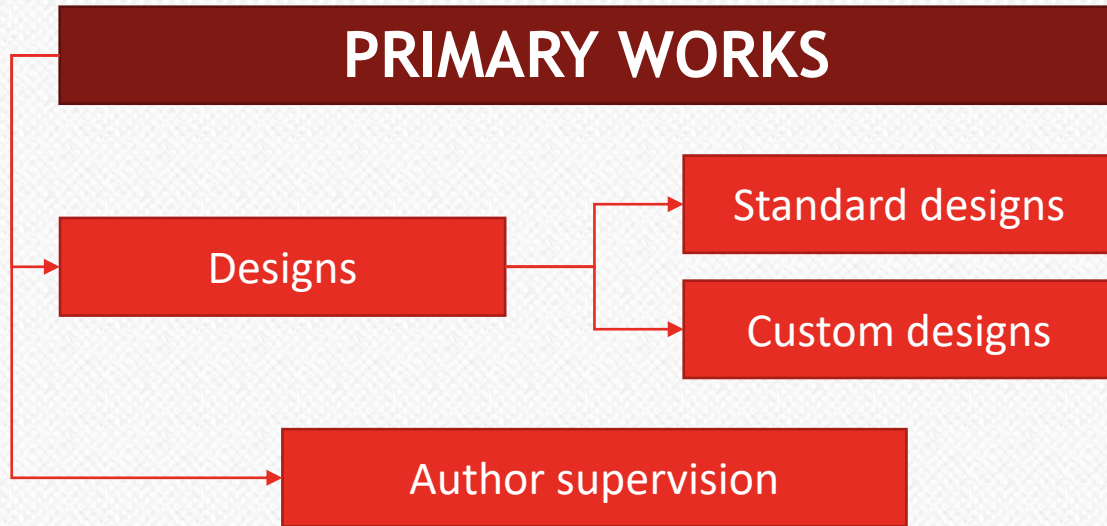 PRIMARY WORKS
Standard designs
Designs
Custom designs
Author supervision